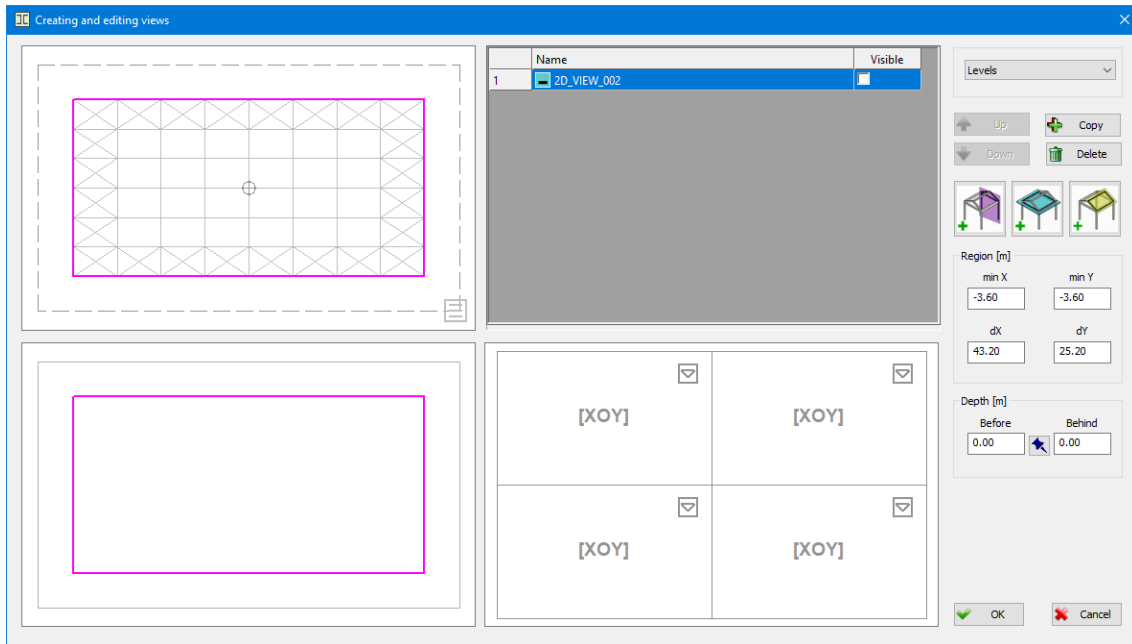 Creating and editing views
Name Visible
1 2D_VIEW_002
Levels
Up Copy
Down Delete
Region [m]
min X min Y
-3.60 -3.60
dX dY
43.20 25.20
Depth [m]
Before Behind
0.00 0.00
[XOY] [XOY]
[XOY] [XOY]
OK Cancel